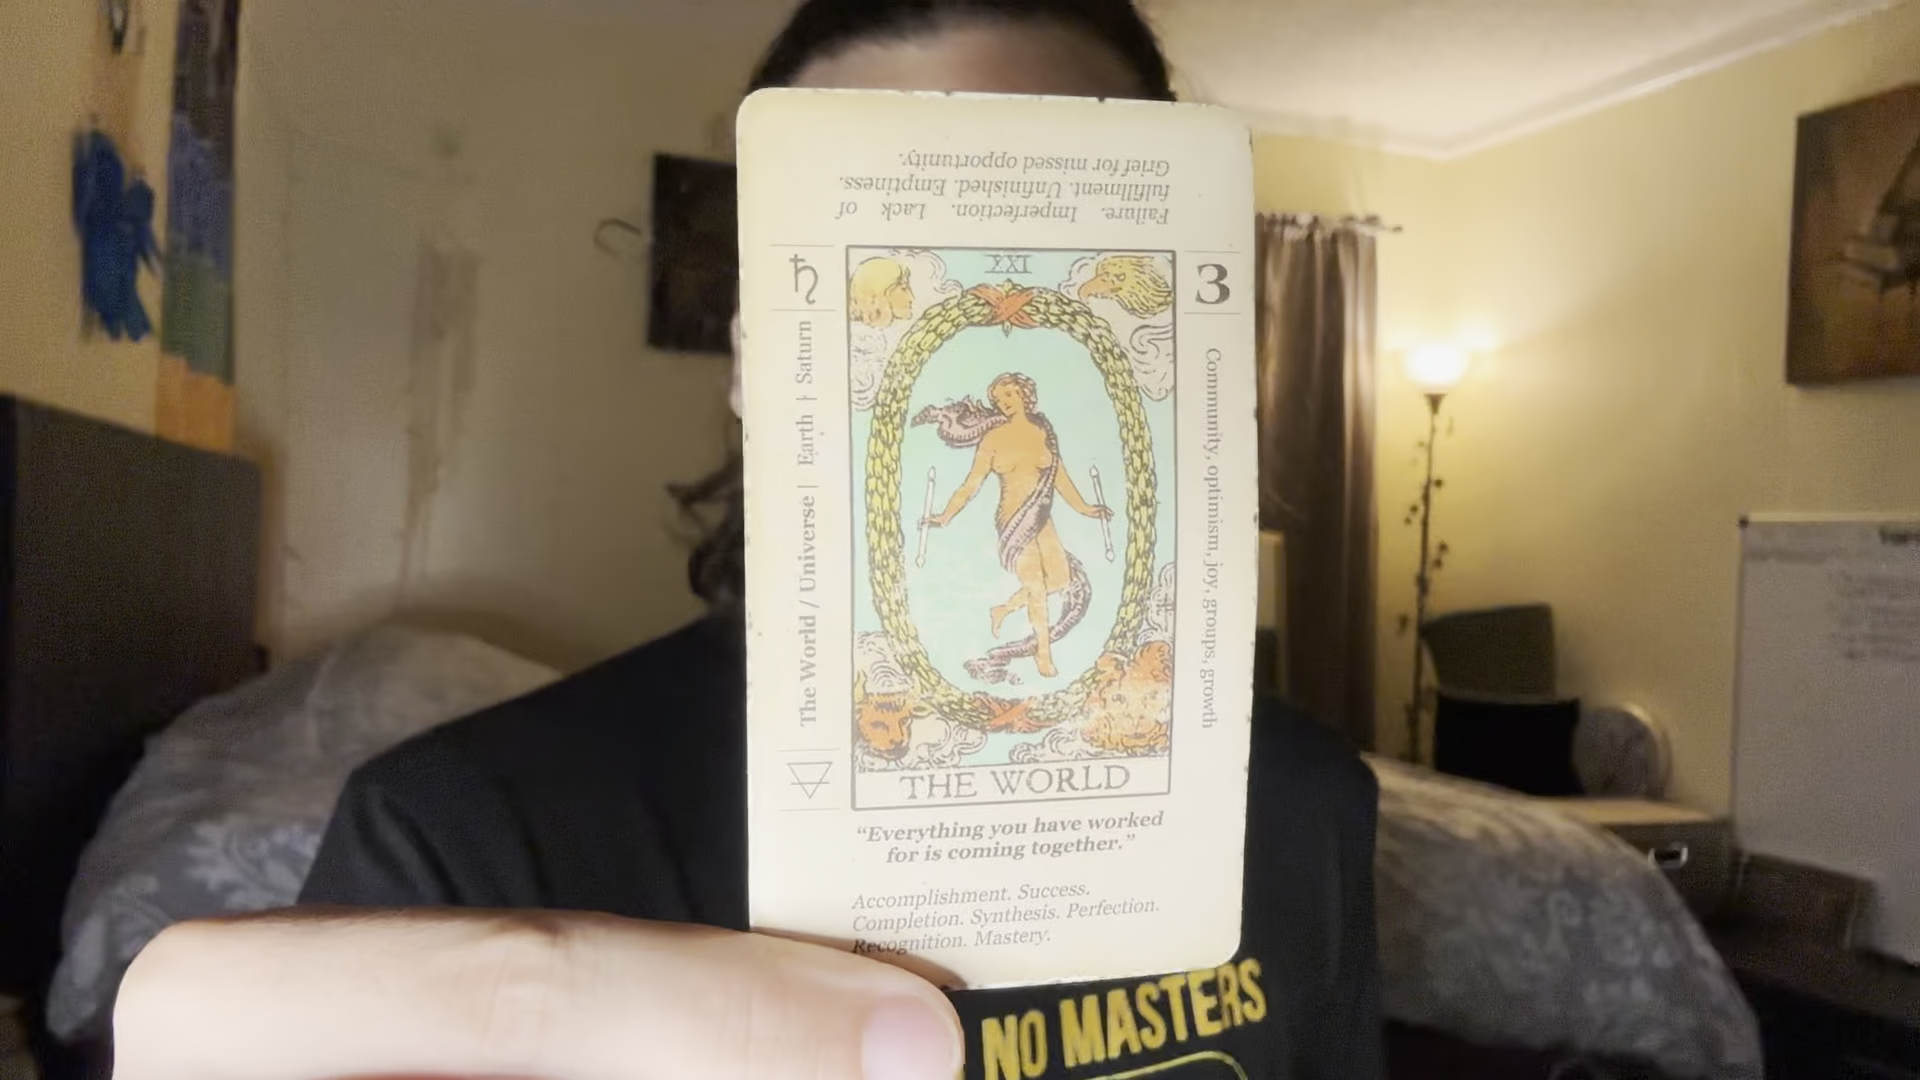 Failure. Imperfection. Lack of
fulfillment. Unfinished. Emptiness.
Grief for missed opportunity.
XXI
♄
3
The World / Universe | Earth | Saturn
Community, optimism, joy, groups, growth
THE WORLD
“Everything you have worked
for is coming together.”
Accomplishment. Success.
Completion. Synthesis. Perfection.
Recognition. Mastery.
NO MASTERS